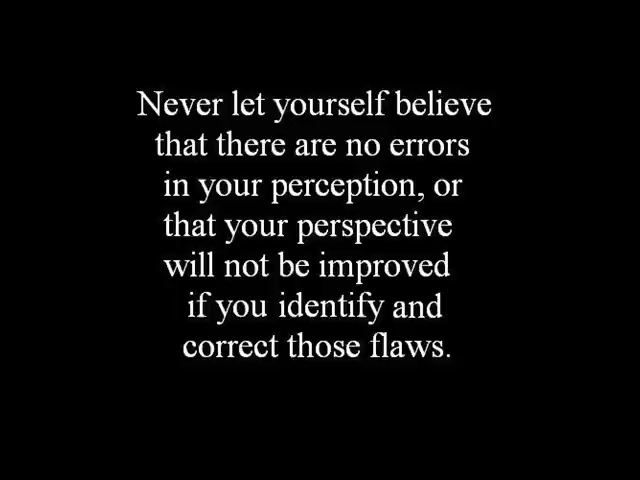 Never let yourself believe
that there are no errors
in your perception, or
that your perspective
will not be improved
if you identify and
correct those flaws.